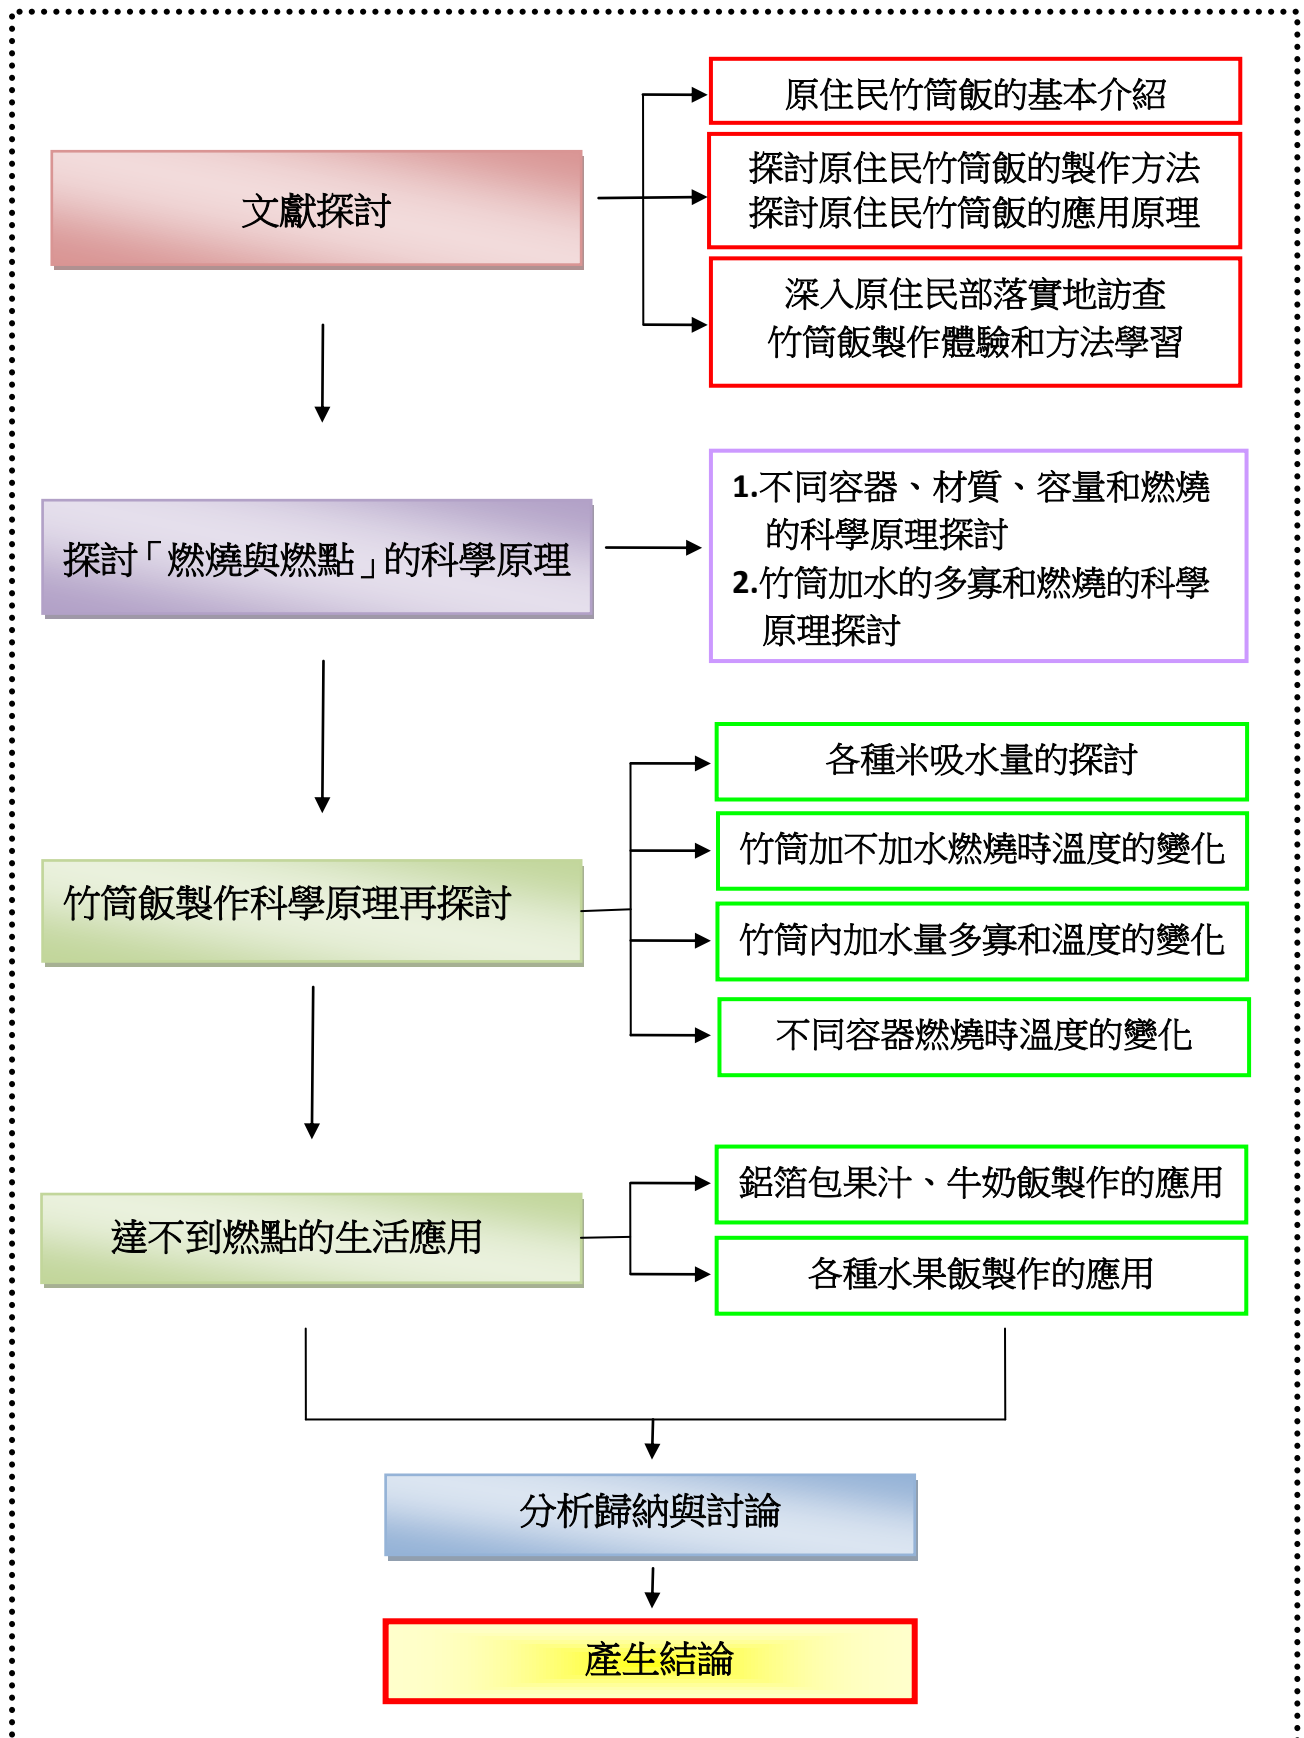 文獻探討
原住民竹筒飯的基本介紹
探討原住民竹筒飯的製作方法
探討原住民竹筒飯的應用原理
深入原住民部落實地訪查
竹筒飯製作體驗和方法學習
探討「燃燒與燃點」的科學原理
1.不同容器、材質、容量和燃燒
的科學原理探討
2.竹筒加水的多寡和燃燒的科學
原理探討
竹筒飯製作科學原理再探討
各種米吸水量的探討
竹筒加不加水燃燒時溫度的變化
竹筒內加水量多寡和溫度的變化
不同容器燃燒時溫度的變化
達不到燃點的生活應用
鋁箔包果汁、牛奶飯製作的應用
各種水果飯製作的應用
分析歸納與討論
產生結論